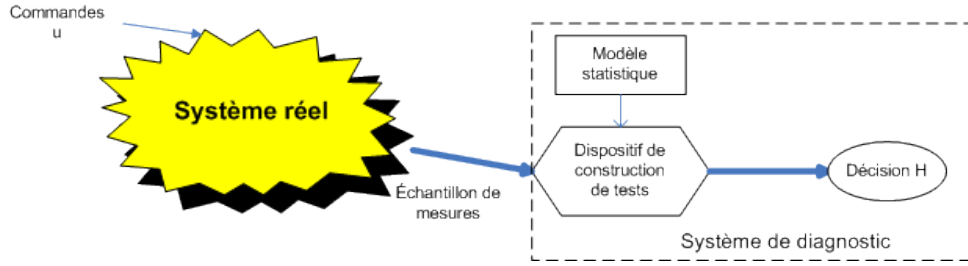 Commandes
u
Système réel
Échantillon de
mesures
Modèle
statistique
Dispositif de
construction
de tests
Décision H
Système de diagnostic